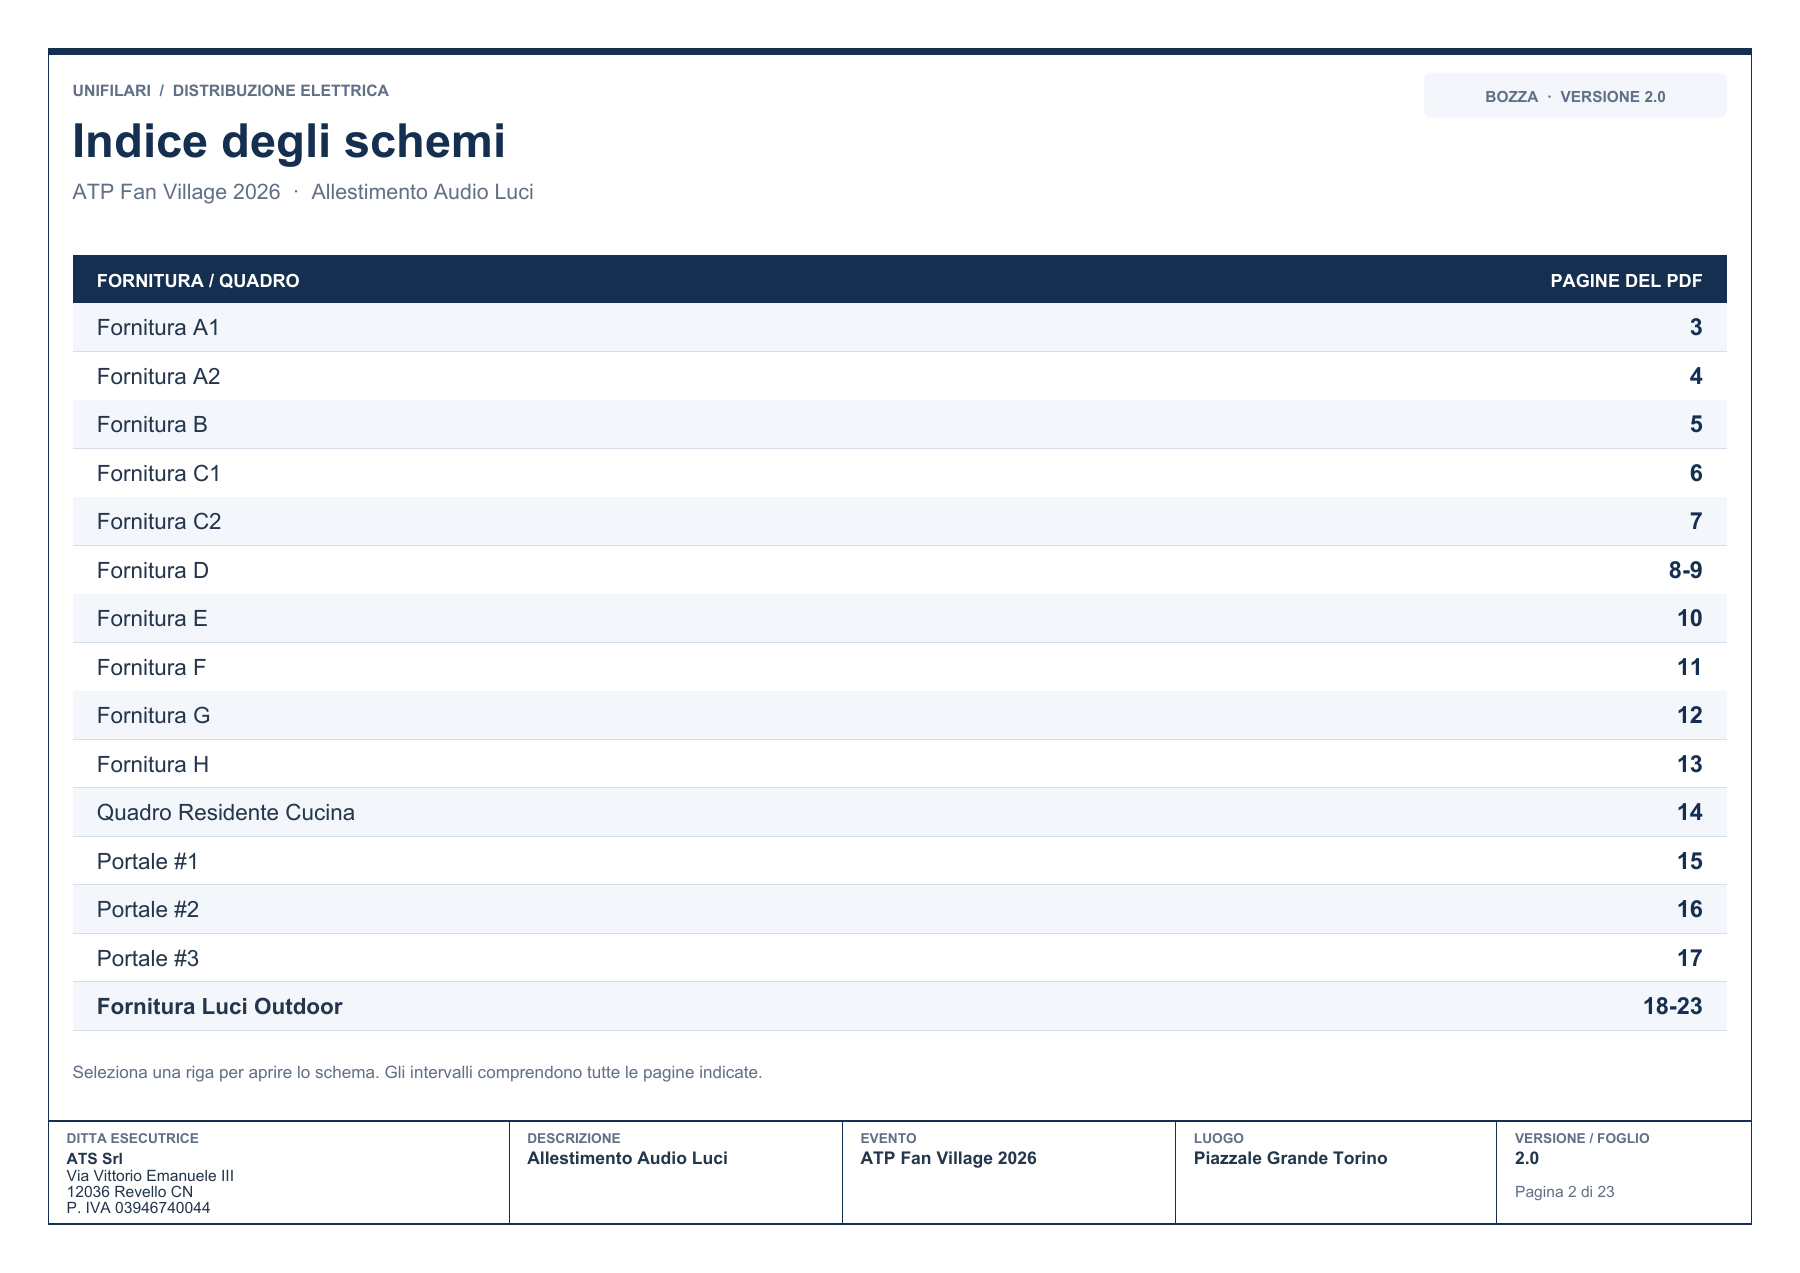 UNIFILARI / DISTRIBUZIONE ELETTRICA
BOZZA · VERSIONE 2.0
Indice degli schemi
ATP Fan Village 2026 · Allestimento Audio Luci
FORNITURA / QUADRO PAGINE DEL PDF
Fornitura A1 3
Fornitura A2 4
Fornitura B 5
Fornitura C1 6
Fornitura C2 7
Fornitura D 8-9
Fornitura E 10
Fornitura F 11
Fornitura G 12
Fornitura H 13
Quadro Residente Cucina 14
Portale #1 15
Portale #2 16
Portale #3 17
Fornitura Luci Outdoor 18-23
Seleziona una riga per aprire lo schema. Gli intervalli comprendono tutte le pagine indicate.
DITTA ESECUTRICE
ATS Srl
Via Vittorio Emanuele III
12036 Revello CN
P. IVA 03946740044
DESCRIZIONE
Allestimento Audio Luci
EVENTO
ATP Fan Village 2026
LUOGO
Piazzale Grande Torino
VERSIONE / FOGLIO
2.0
Pagina 2 di 23